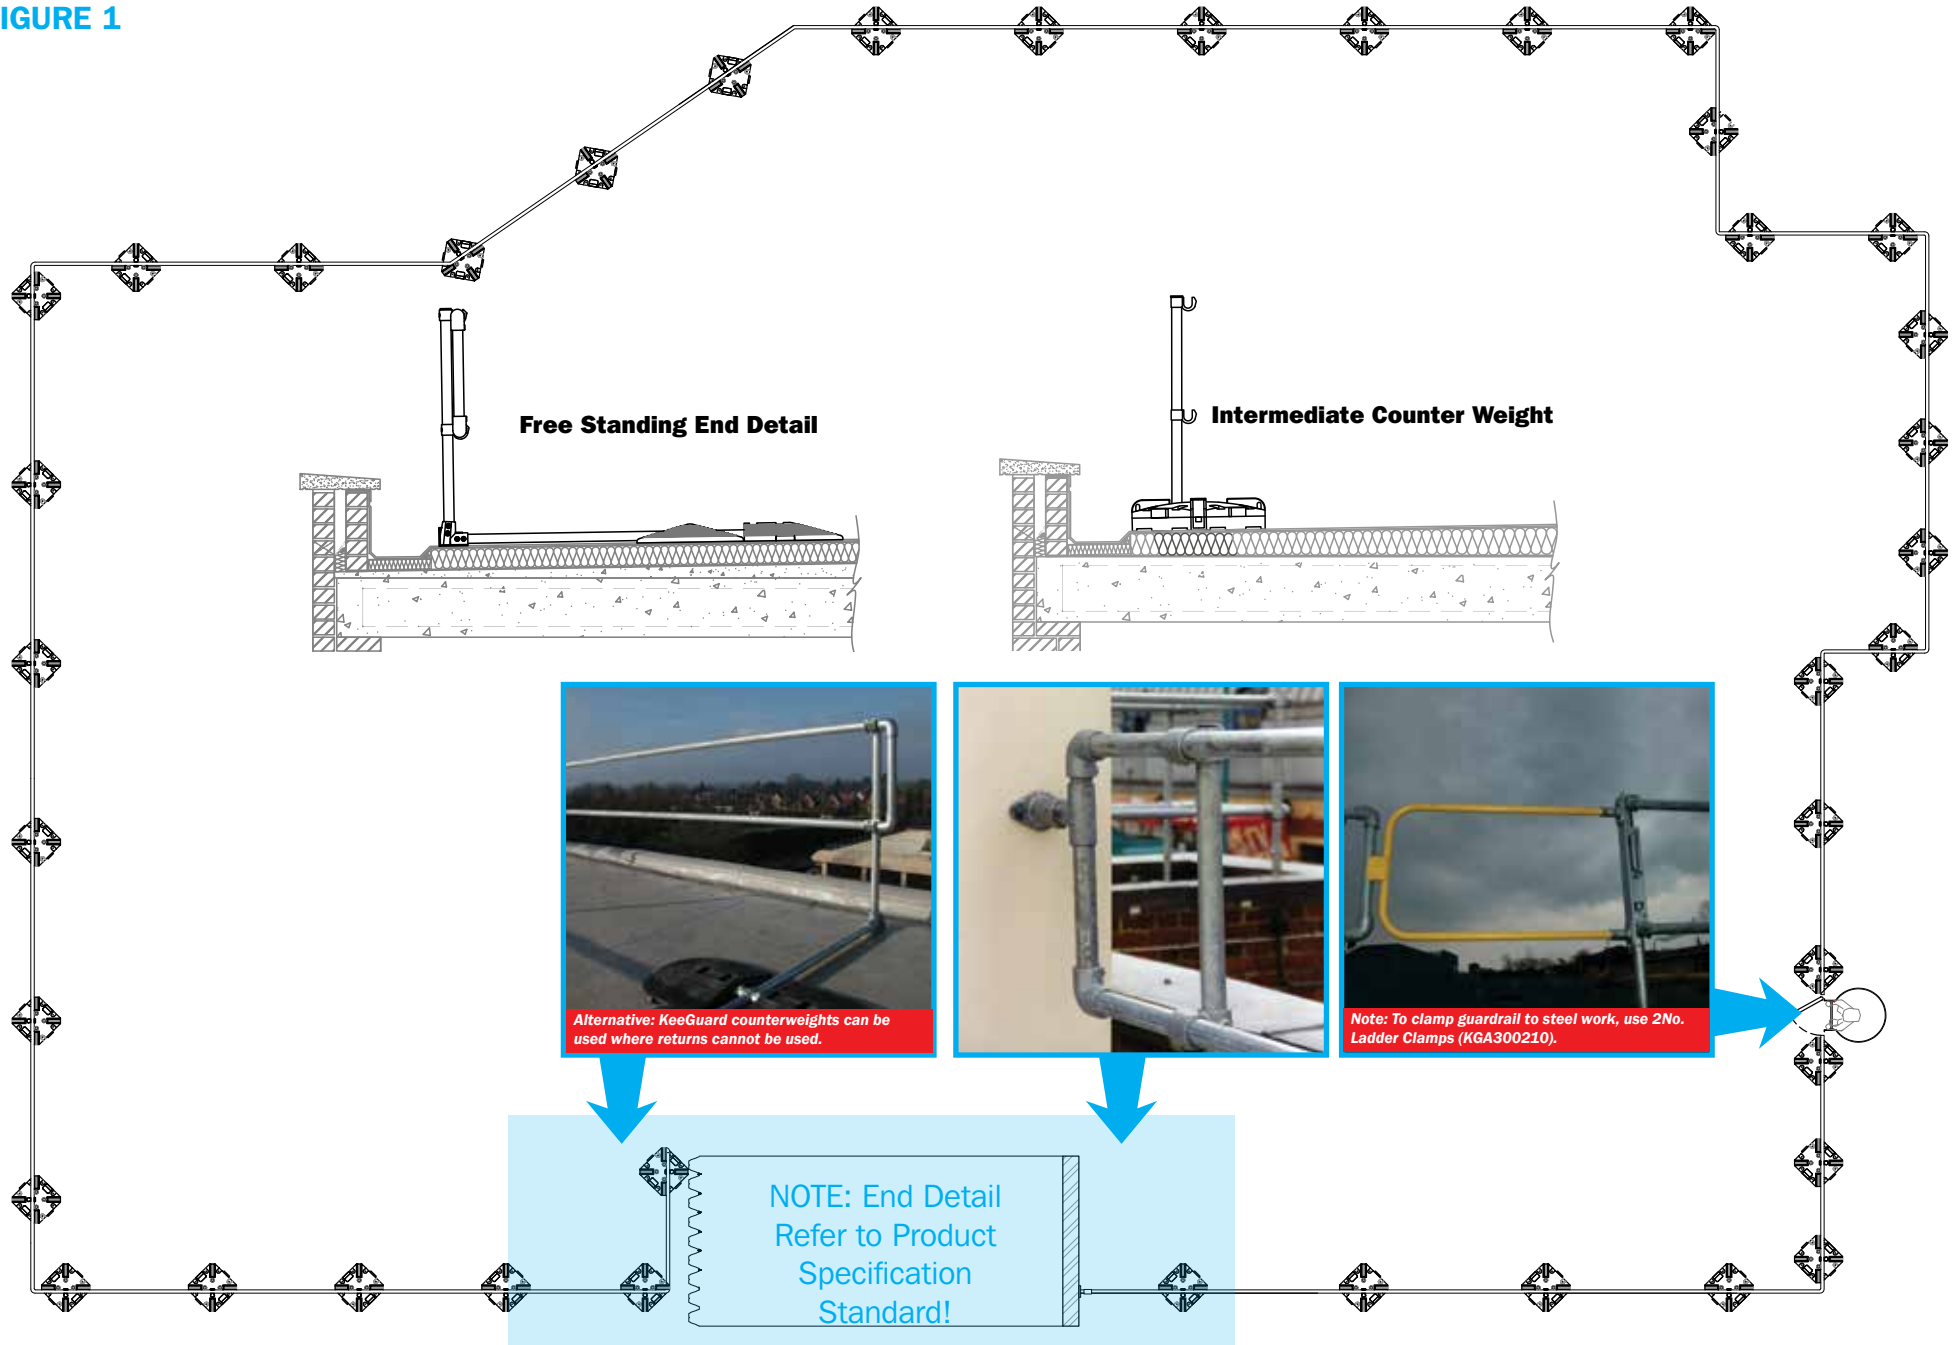 IGURE 1
Free Standing End Detail
Intermediate Counter Weight
Alternative: KeeGuard counterweights can be
used where returns cannot be used.
Note: To clamp guardrail to steel work, use 2No.
Ladder Clamps (KGA300210).
NOTE: End Detail
Refer to Product
Specification
Standard!